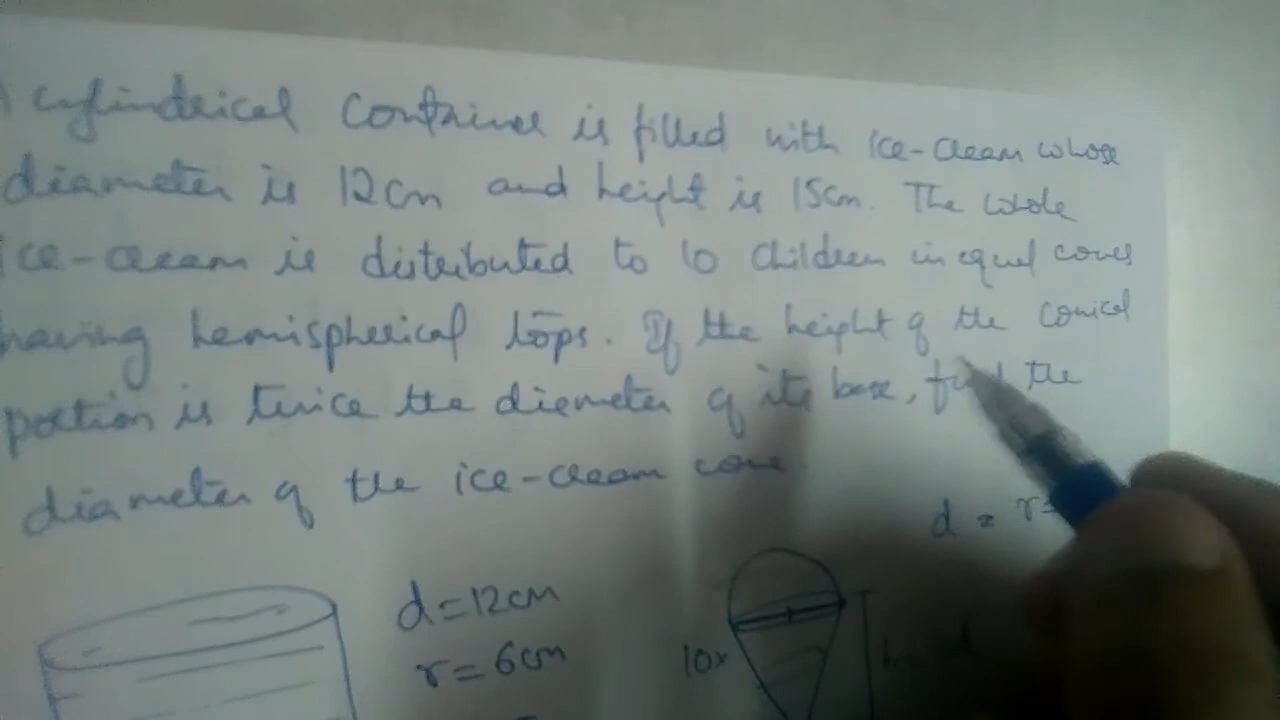 A cylinderical Container is filled with ice-cream whose
diameter is 12cm and height is 15cm. The whole
ice-cream is distributed to 10 Children in equal cones
having hemispherical tops. If the height of the conical
portion is twice the diameter of its base, find the
diameter of the ice-cream cone
d = r=
d=12cm
r=6cm
10x